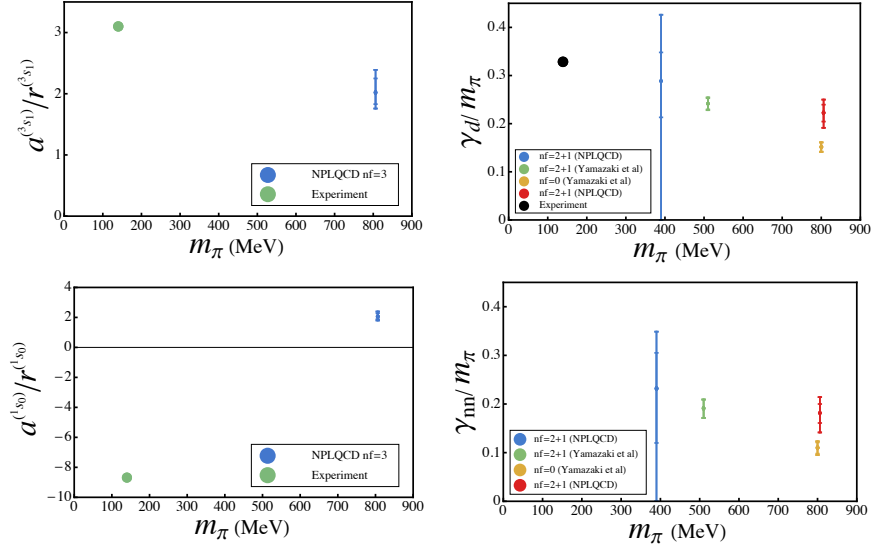 3
2
1
0
0 100 200 300 400 500 600 700 800 900
a^(³s₁)/r^(³s₁)
m_π (MeV)
NPLQCD nf=3
Experiment
0.4
0.3
0.2
0.1
0
0 100 200 300 400 500 600 700 800 900
γ_d/m_π
m_π (MeV)
nf=2+1 (NPLQCD)
nf=2+1 (Yamazaki et al)
nf=0 (Yamazaki et al)
nf=2+1 (NPLQCD)
Experiment
4
2
0
−2
−4
−6
−8
−10
0 100 200 300 400 500 600 700 800 900
a^(¹s₀)/r^(¹s₀)
m_π (MeV)
NPLQCD nf=3
Experiment
0.4
0.3
0.2
0.1
0
0 100 200 300 400 500 600 700 800 900
γ_nn/m_π
m_π (MeV)
nf=2+1 (NPLQCD)
nf=2+1 (Yamazaki et al)
nf=0 (Yamazaki et al)
nf=2+1 (NPLQCD)